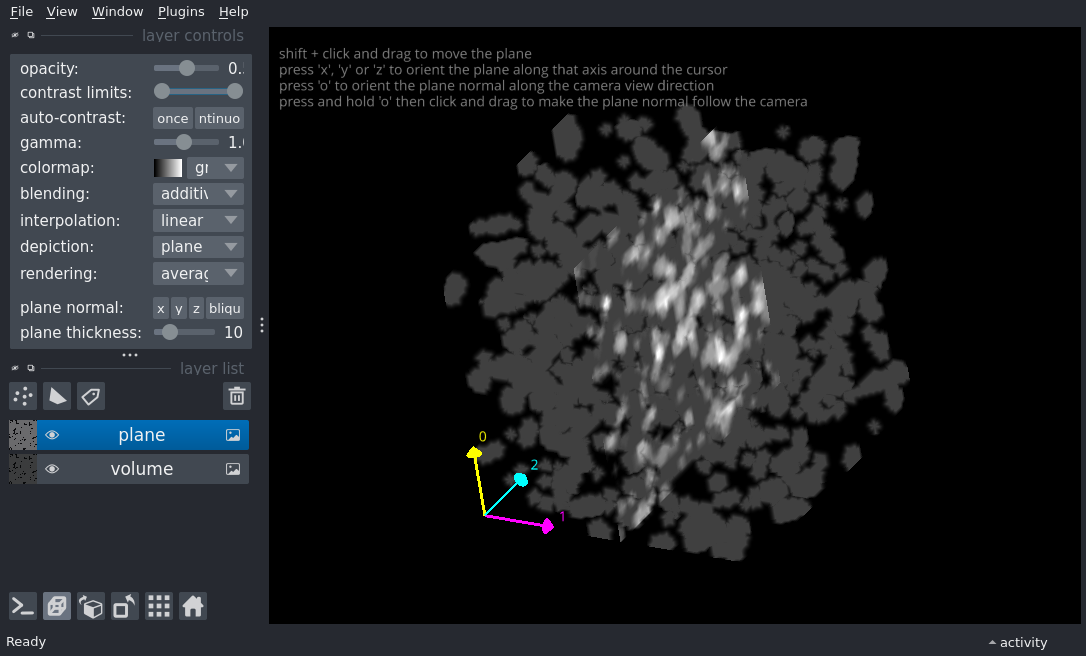 File View Window Plugins Help
layer controls
opacity: 0.
contrast limits:
auto-contrast: once ntinuo
gamma: 1.
colormap: gr
blending: additiv
interpolation: linear
depiction: plane
rendering: averag
plane normal: x y z bliqu
plane thickness: 10
layer list
plane
volume
shift + click and drag to move the plane
press 'x', 'y' or 'z' to orient the plane along that axis around the cursor
press 'o' to orient the plane normal along the camera view direction
press and hold 'o' then click and drag to make the plane normal follow the camera
0
2
1
Ready
activity